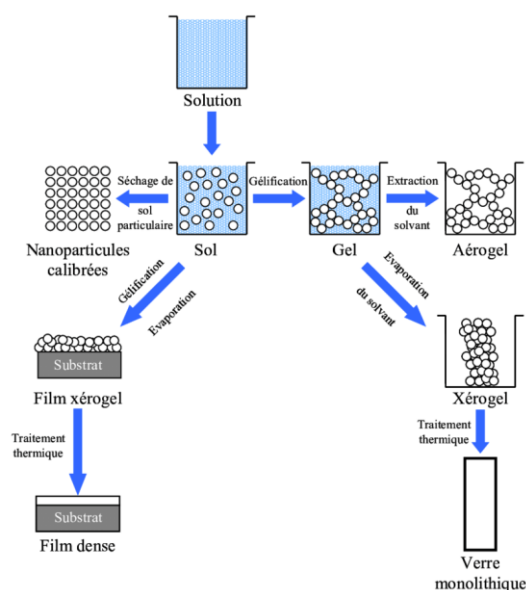 Solution
Séchage de
sol
particulaire
Gélification
Extraction
du
solvant
Nanoparticules
calibrées
Sol
Gel
Aérogel
Gélification
Evaporation
Evaporation
du solvant
Substrat
Film xérogel
Xérogel
Traitement
thermique
Traitement
thermique
Substrat
Film dense
Verre
monolithique